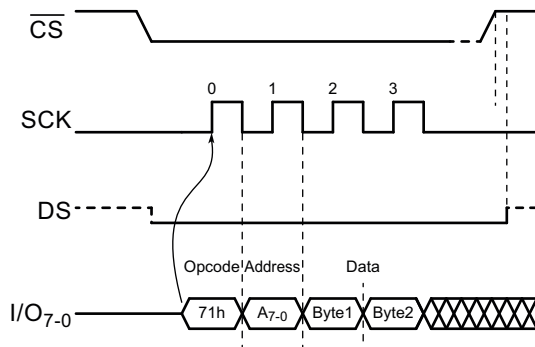 CS
0 1 2 3
SCK
DS
Opcode Address Data
I/O7-0 71h A7-0 Byte1 Byte2